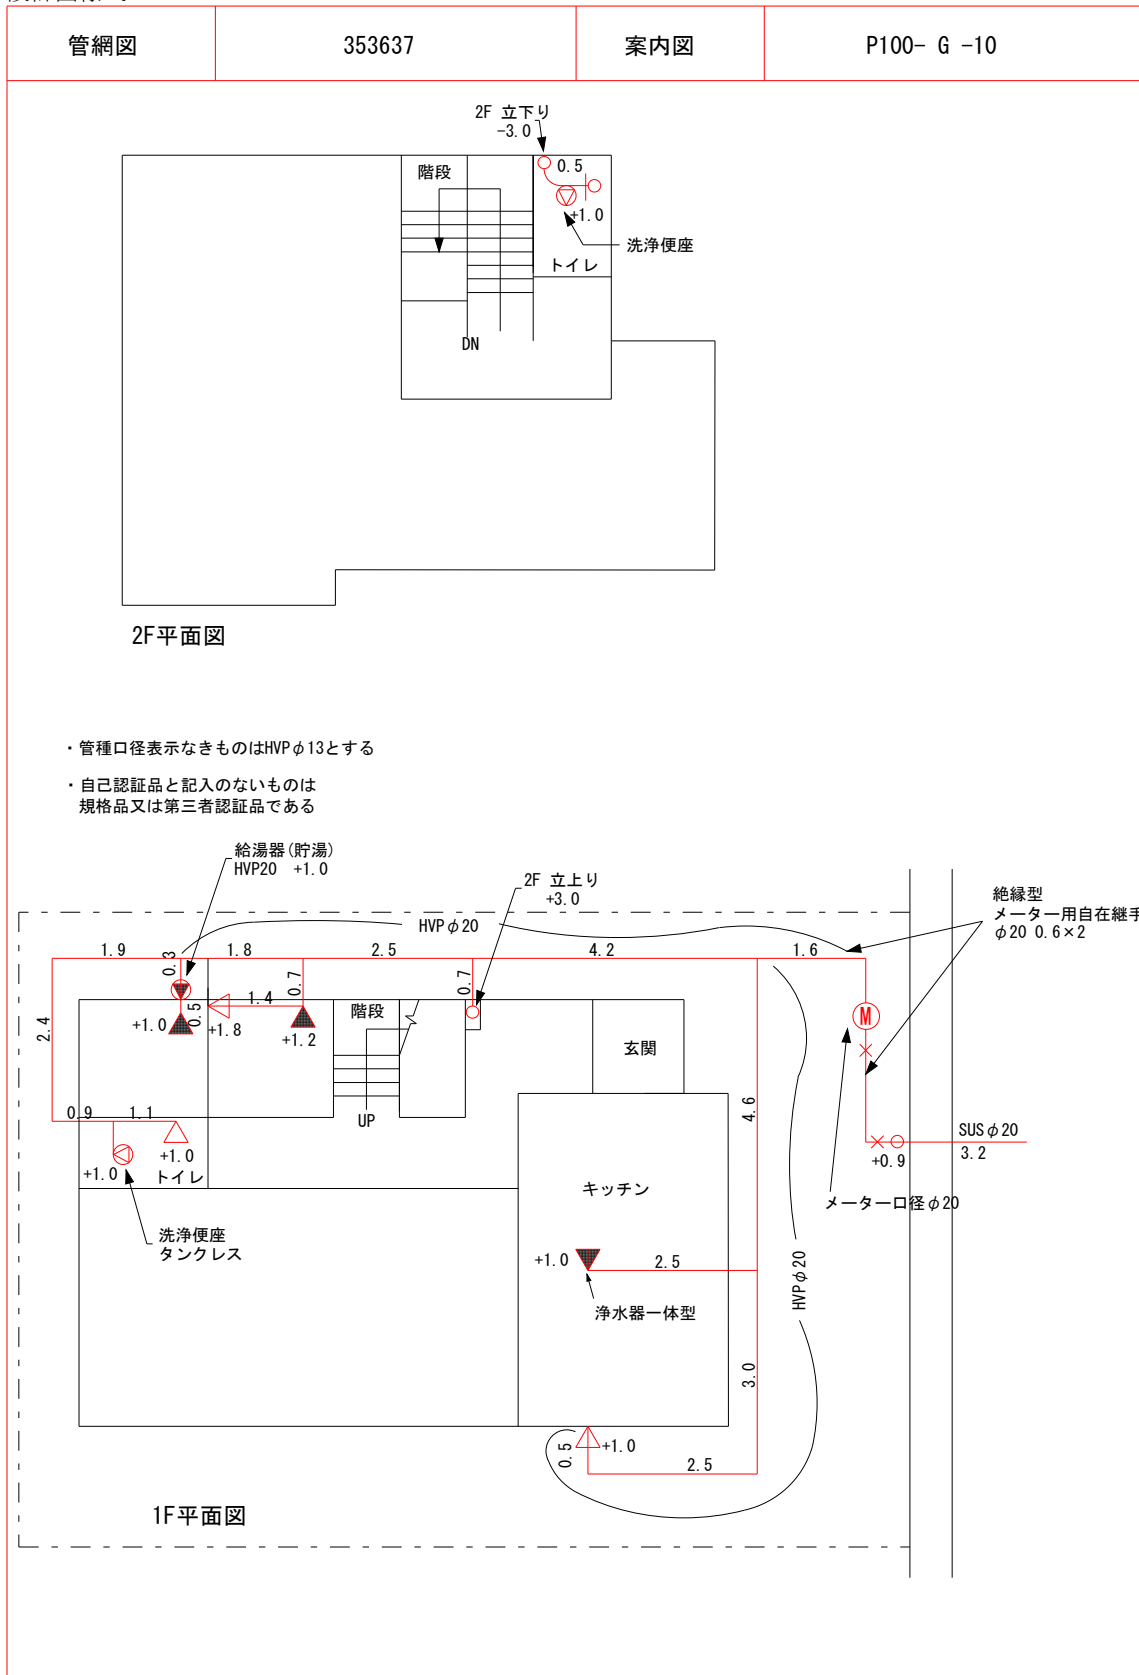 管網図
353637
案内図
P100- G -10
2F 立下り
-3.0
0.5
階段
+1.0
洗浄便座
トイレ
DN
2F平面図
・管種口径表示なきものはHVPφ13とする
・自己認証品と記入のないものは
規格品又は第三者認証品である
給湯器(貯湯)
HVP20 +1.0
2F 立上り
+3.0
絶縁型
メーター用自在継手
φ20 0.6×2
HVPφ20
1.9
0.3
1.8
2.5
4.2
1.6
0.7
0.7
2.4
+1.0
0.5
1.4
+1.8
+1.2
階段
M
玄関
0.9
1.1
UP
4.6
SUSφ20
3.2
+0.9
+1.0
+1.0
トイレ
キッチン
メーター口径φ20
洗浄便座
タンクレス
+1.0
2.5
HVPφ20
浄水器一体型
3.0
0.5
+1.0
2.5
1F平面図